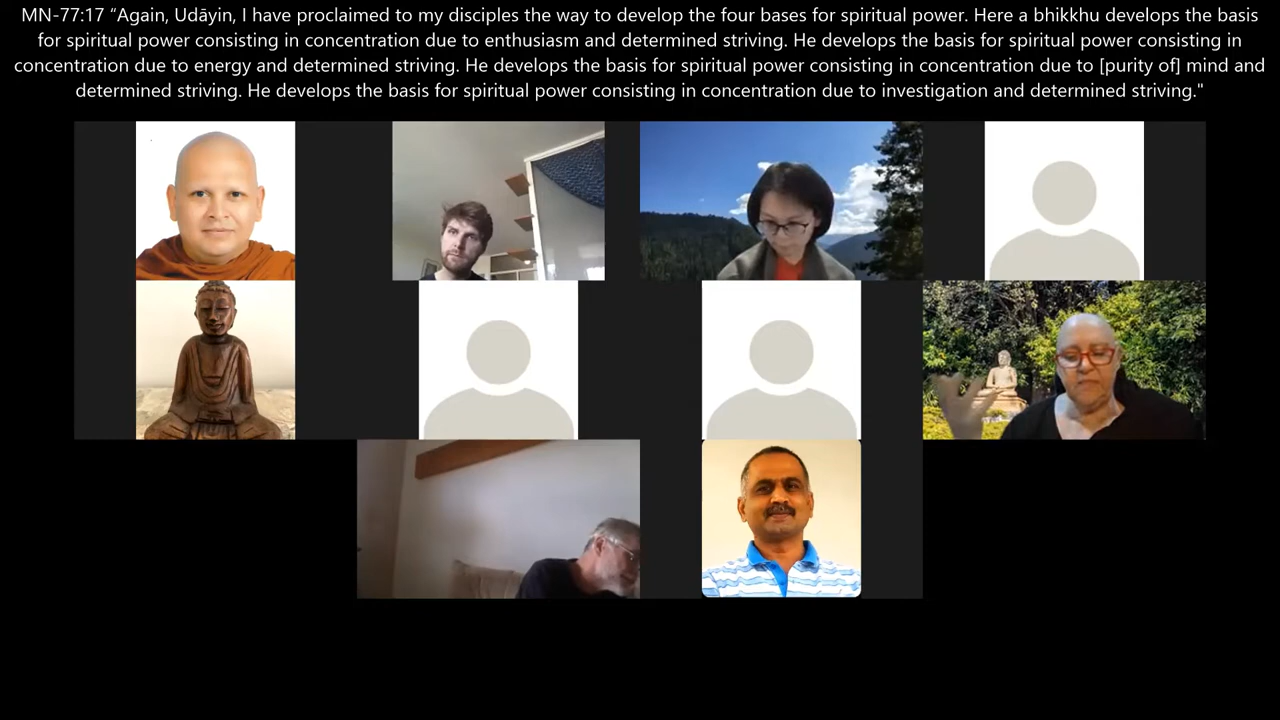 MN-77:17 “Again, Udāyin, I have proclaimed to my disciples the way to develop the four bases for spiritual power. Here a bhikkhu develops the basis
for spiritual power consisting in concentration due to enthusiasm and determined striving. He develops the basis for spiritual power consisting in
concentration due to energy and determined striving. He develops the basis for spiritual power consisting in concentration due to [purity of] mind and
determined striving. He develops the basis for spiritual power consisting in concentration due to investigation and determined striving."